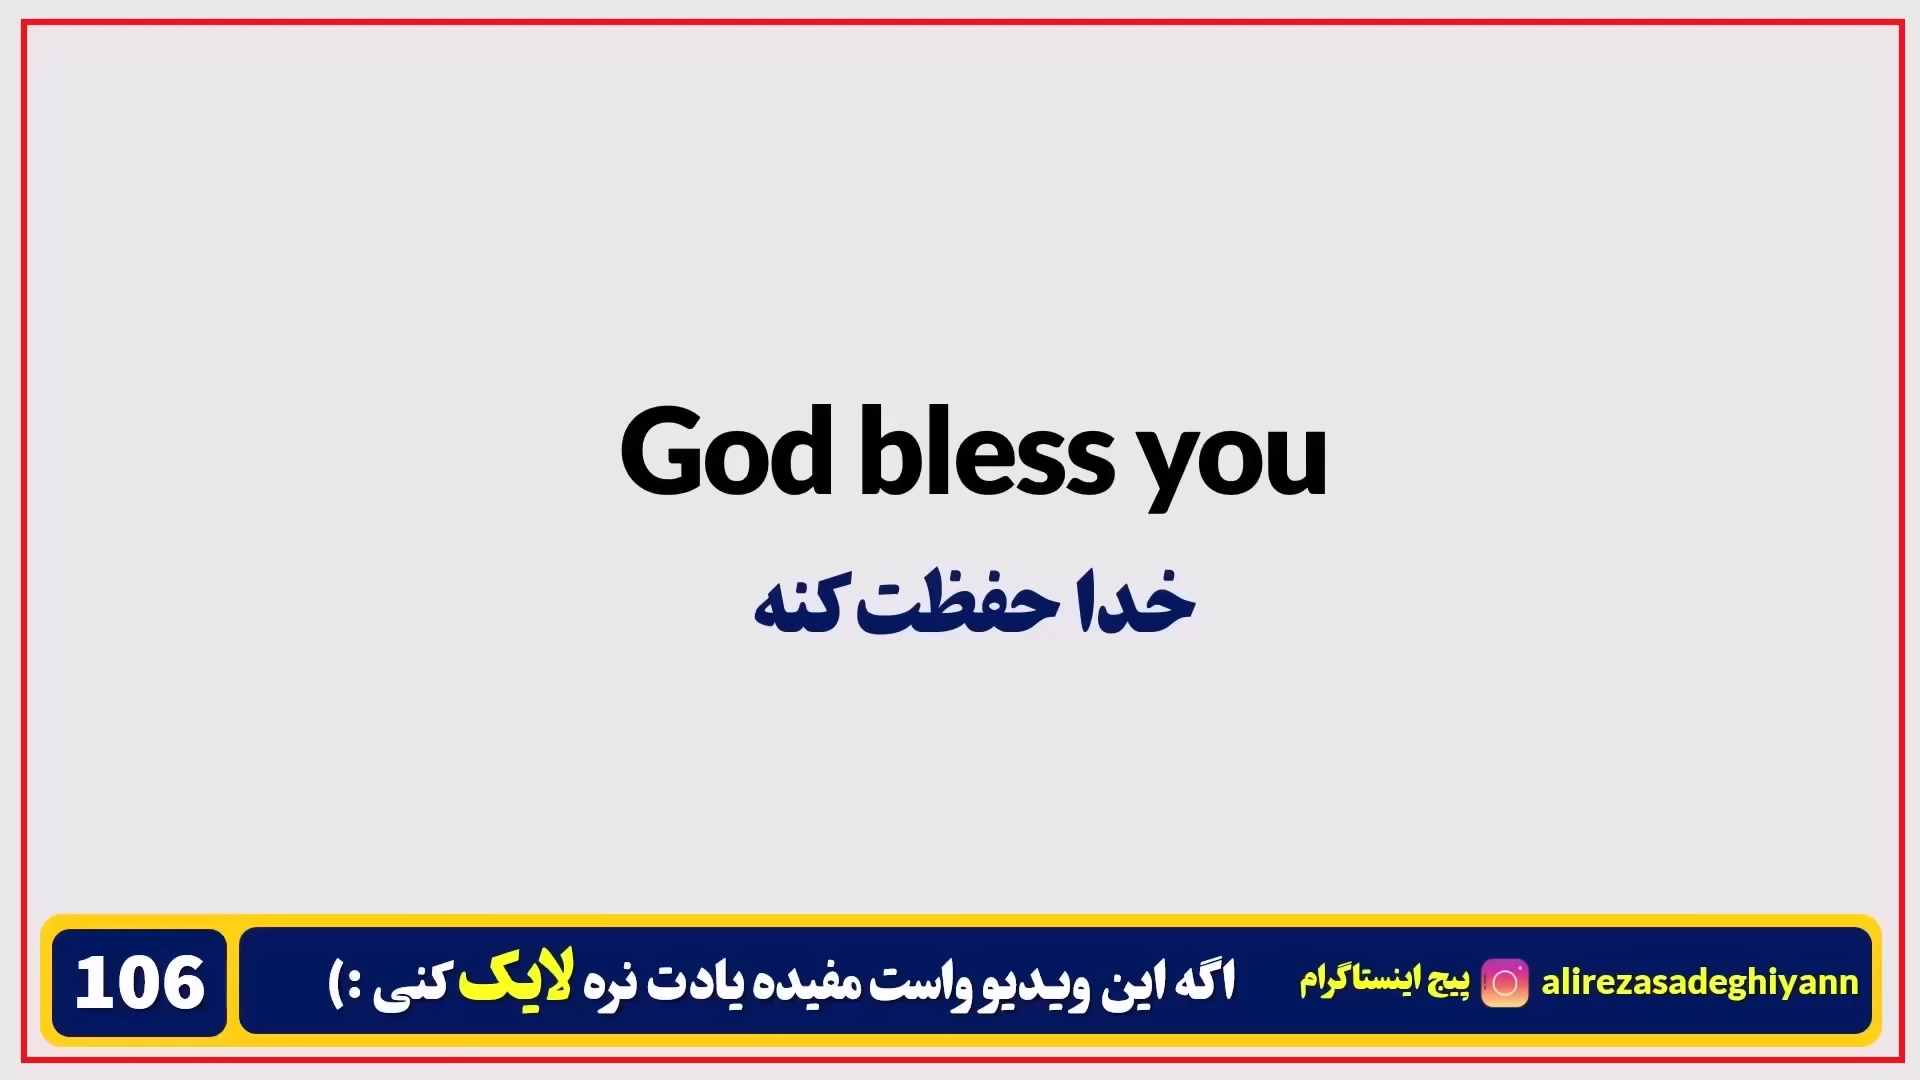 God bless you
خدا حفظت کنه
106
اگه این ویدیو واست مفیده یادت نره لایک کنی :)
پیج اینستاگرام alirezasadeghiyann